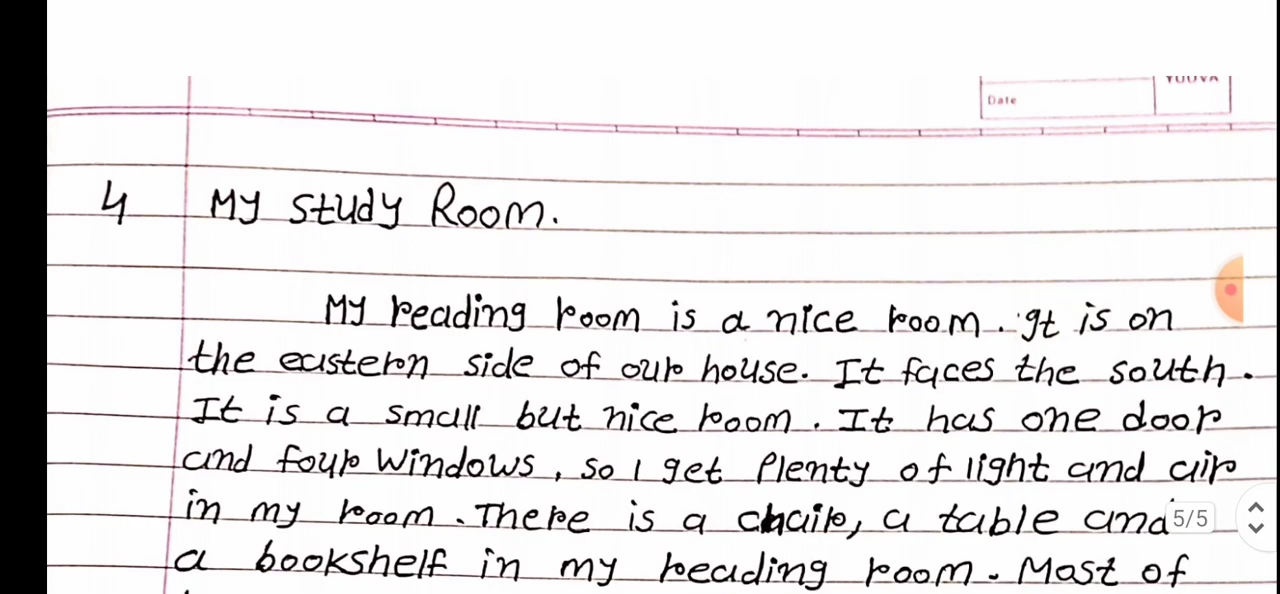 YOUVA
Date
4 My study Room.
My reading room is a nice room. It is on
the eastern side of our house. It faces the south.
It is a small but nice room. It has one door
and four windows, so I get plenty of light and air
in my room. There is a chair, a table and
a bookshelf in my reading room. Most of
5/5